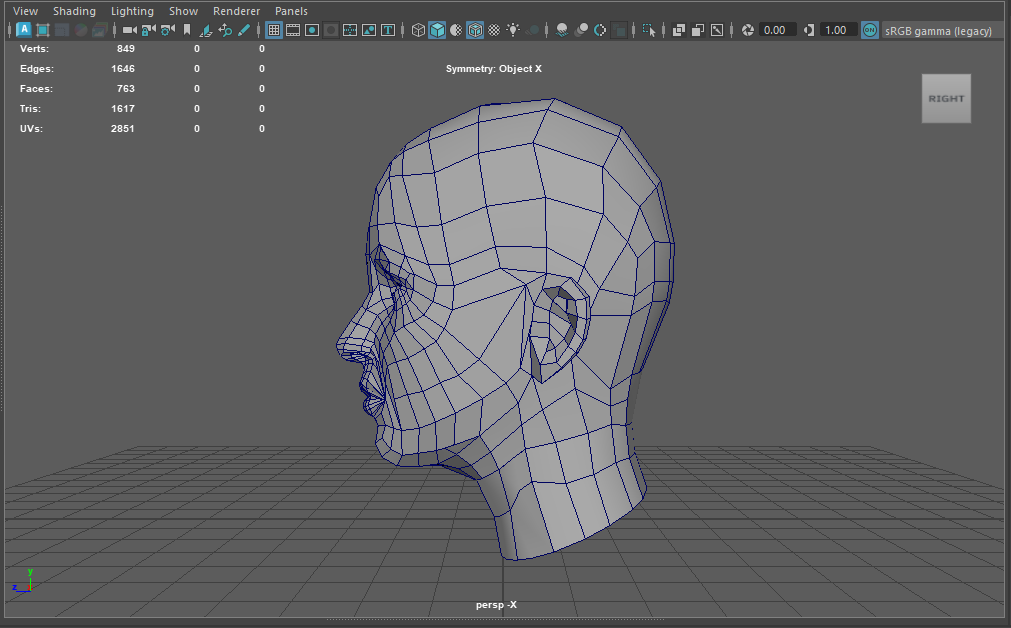 View Shading Lighting Show Renderer Panels
A T 0.00 1.00 ON sRGB gamma (legacy)
Verts: 849 0 0
Edges: 1646 0 0
Symmetry: Object X
Faces: 763 0 0
RIGHT
Tris: 1617 0 0
UVs: 2851 0 0
y
z
persp -X